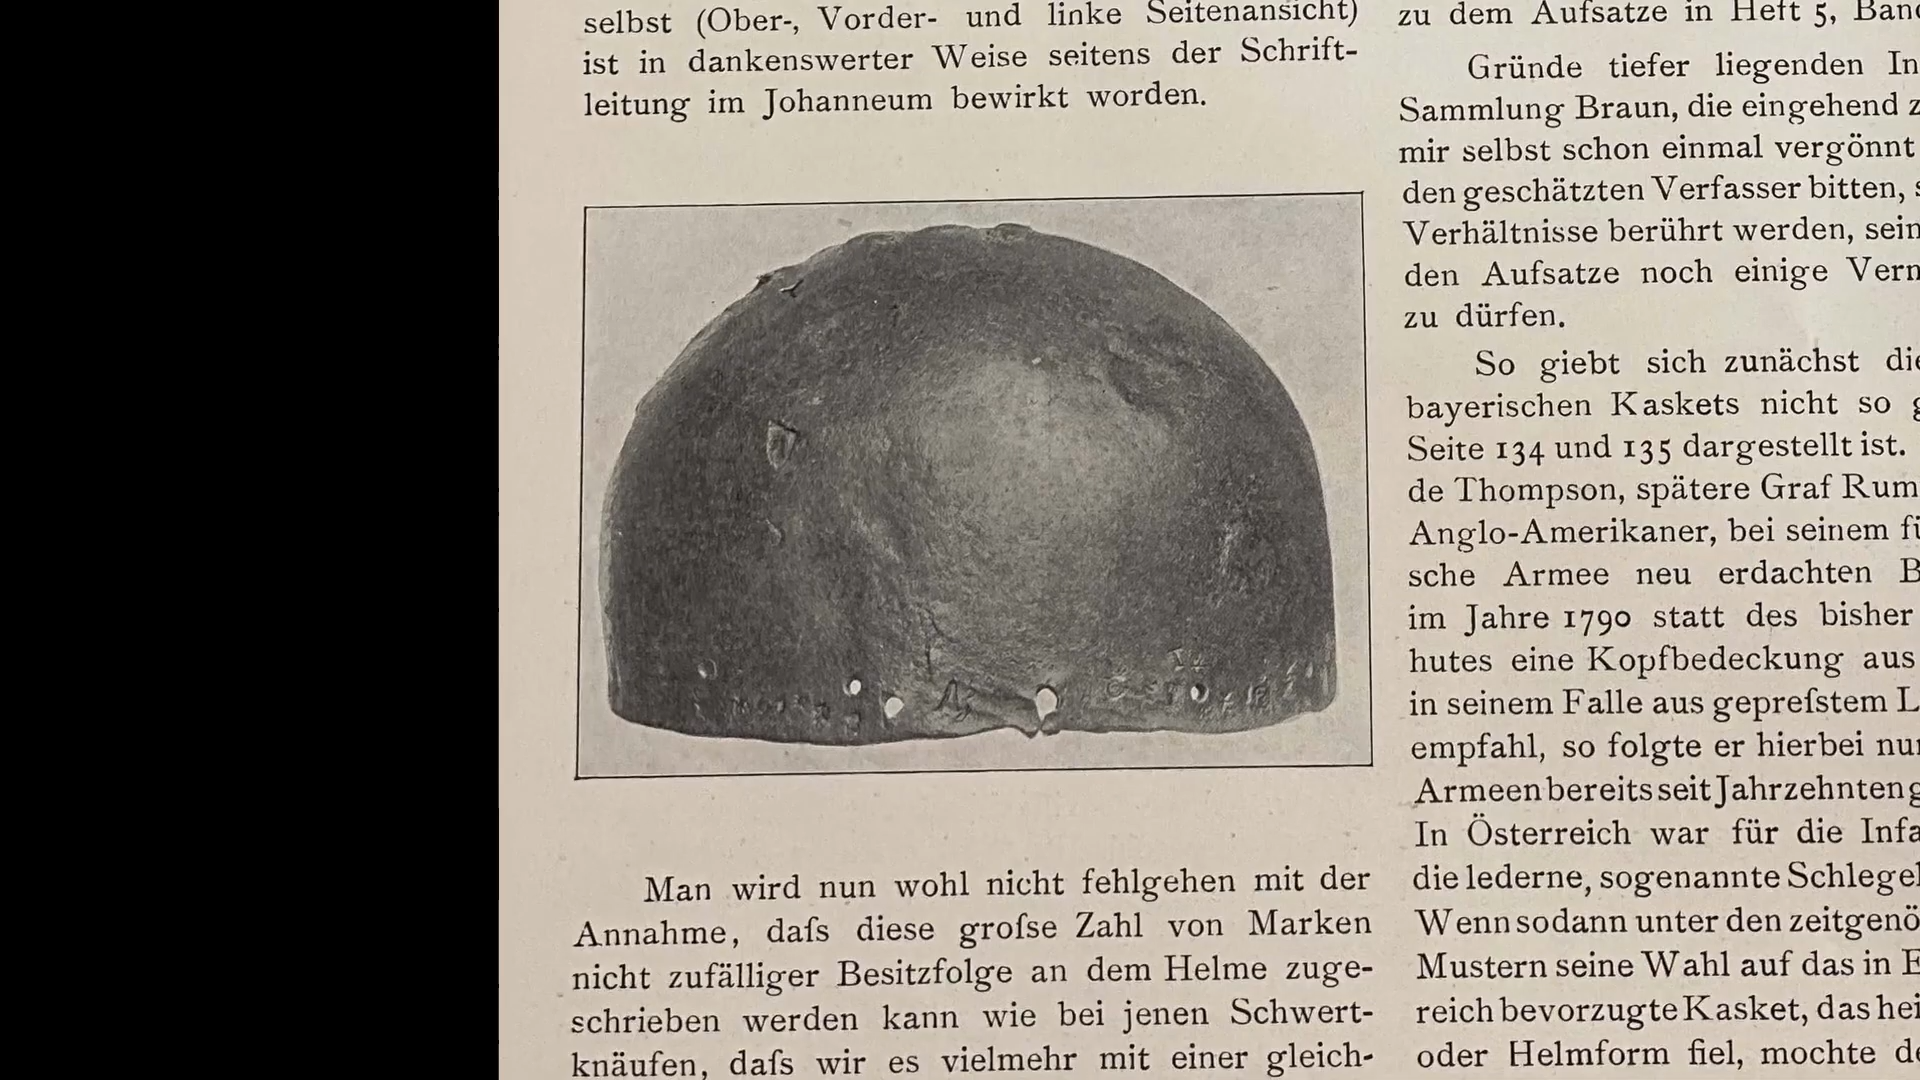 selbst (Ober-, Vorder- und linke Seitenansicht)
ist in dankenswerter Weise seitens der Schrift-
leitung im Johanneum bewirkt worden.
Man wird nun wohl nicht fehlgehen mit der
Annahme, daſs diese groſse Zahl von Marken
nicht zufälliger Besitzfolge an dem Helme zuge-
schrieben werden kann wie bei jenen Schwert-
knäufen, daſs wir es vielmehr mit einer gleich-
zu dem Aufsatze in Heft 5,
Gründe tiefer liegenden
Sammlung Braun, die eingehend
mir selbst schon einmal vergönnt
den geschätzten Verfasser bitten,
Verhältnisse berührt werden,
den Aufsatze noch einige
zu dürfen.
So giebt sich zunächst
bayerischen Kaskets nicht so
Seite 134 und 135 dargestellt ist.
de Thompson, spätere Graf
Anglo-Amerikaner, bei seinem
sche Armee neu erdachten
im Jahre 1790 statt des bisher
hutes eine Kopfbedeckung aus
in seinem Falle aus gepreſstem
empfahl, so folgte er hierbei
Armeen bereits seit Jahrzehnten
In Österreich war für die
die lederne, sogenannte
Wenn sodann unter den
Mustern seine Wahl auf das in
reich bevorzugte Kasket, das
oder Helmform fiel, mochte